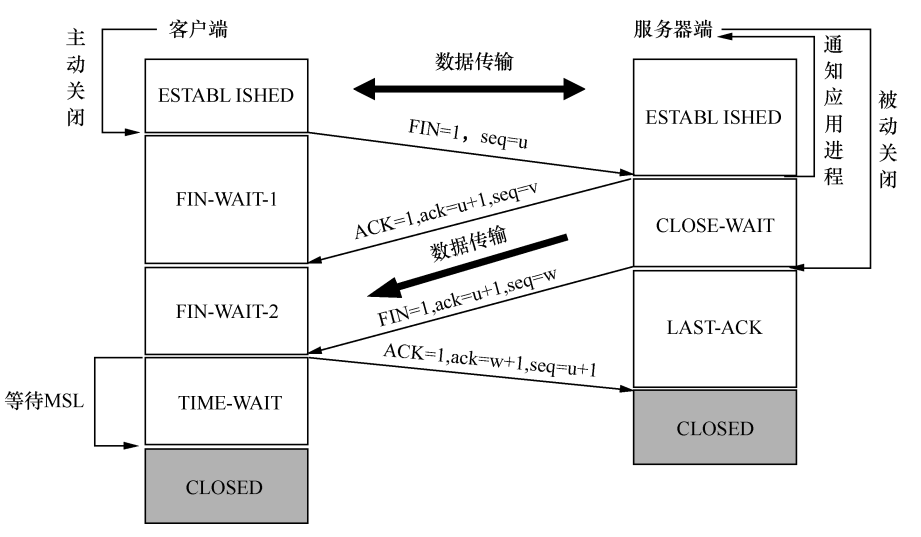 主动关闭
客户端
服务器端
数据传输
通知应用进程
被动关闭
ESTABL ISHED
ESTABL ISHED
FIN=1，seq=u
FIN-WAIT-1
ACK=1,ack=u+1,seq=v
CLOSE-WAIT
数据传输
FIN-WAIT-2
FIN=1,ack=u+1,seq=w
LAST-ACK
ACK=1,ack=w+1,seq=u+1
等待MSL
TIME-WAIT
CLOSED
CLOSED